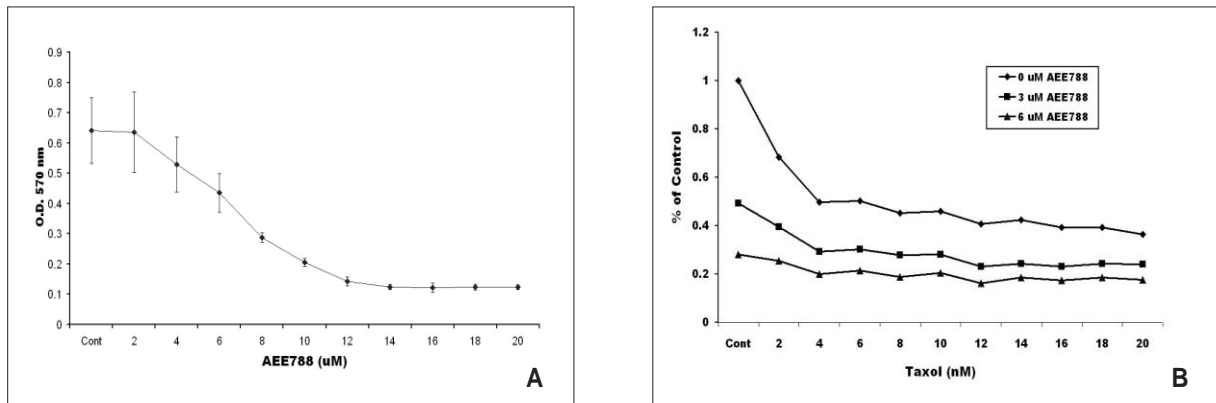 0.9
0.8
0.7
0.6
0.5
0.4
0.3
0.2
0.1
0
O.D. 570 nm
Cont 2 4 6 8 10 12 14 16 18 20
AEE788 (uM)
A
1.2
1
0.8
0.6
0.4
0.2
0
% of Control
0 uM AEE788
3 uM AEE788
6 uM AEE788
Cont 2 4 6 8 10 12 14 16 18 20
Taxol (nM)
B